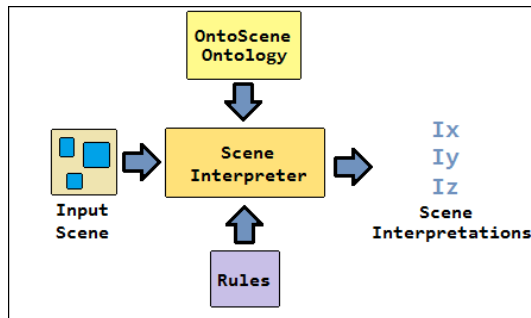 OntoScene
Ontology
Scene
Interpreter
Input
Scene
Rules
Ix
Iy
Iz
Scene
Interpretations